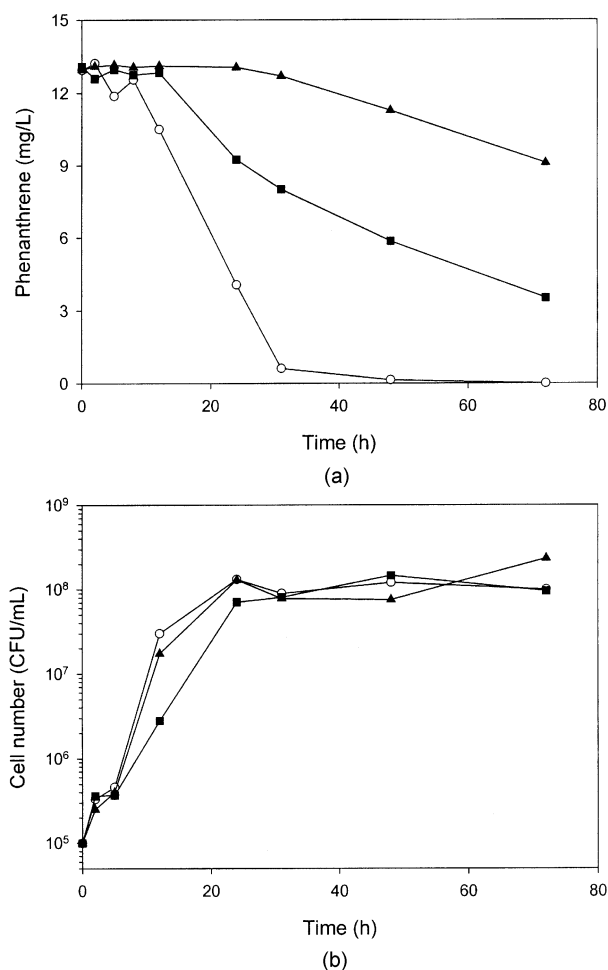 15
12
9
6
3
0
Phenanthrene (mg/L)
0 20 40 60 80
Time (h)
(a)
10⁹
10⁸
10⁷
10⁶
10⁵
Cell number (CFU/mL)
0 20 40 60 80
Time (h)
(b)